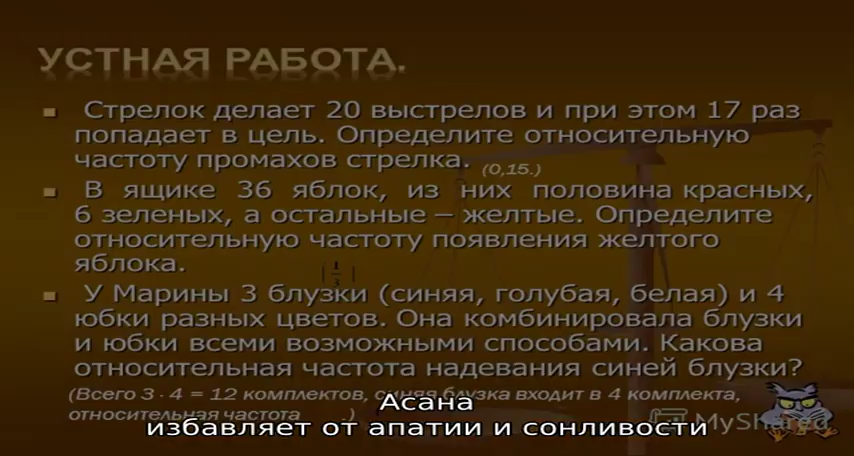 УСТНАЯ РАБОТА.
Стрелок делает 20 выстрелов и при этом 17 раз
попадает в цель. Определите относительную
частоту промахов стрелка. (0,15.)
В ящике 36 яблок, из них половина красных,
6 зеленых, а остальные – желтые. Определите
относительную частоту появления желтого
яблока.
У Марины 3 блузки (синяя, голубая, белая) и 4
юбки разных цветов. Она комбинировала блузки
и юбки всеми возможными способами. Какова
относительная частота надевания синей блузки?
(Всего 3 · 4 = 12 комплектов, синяя блузка входит в 4 комплекта,
относительная частота .)
Асана
избавляет от апатии и сонливости
MyShared